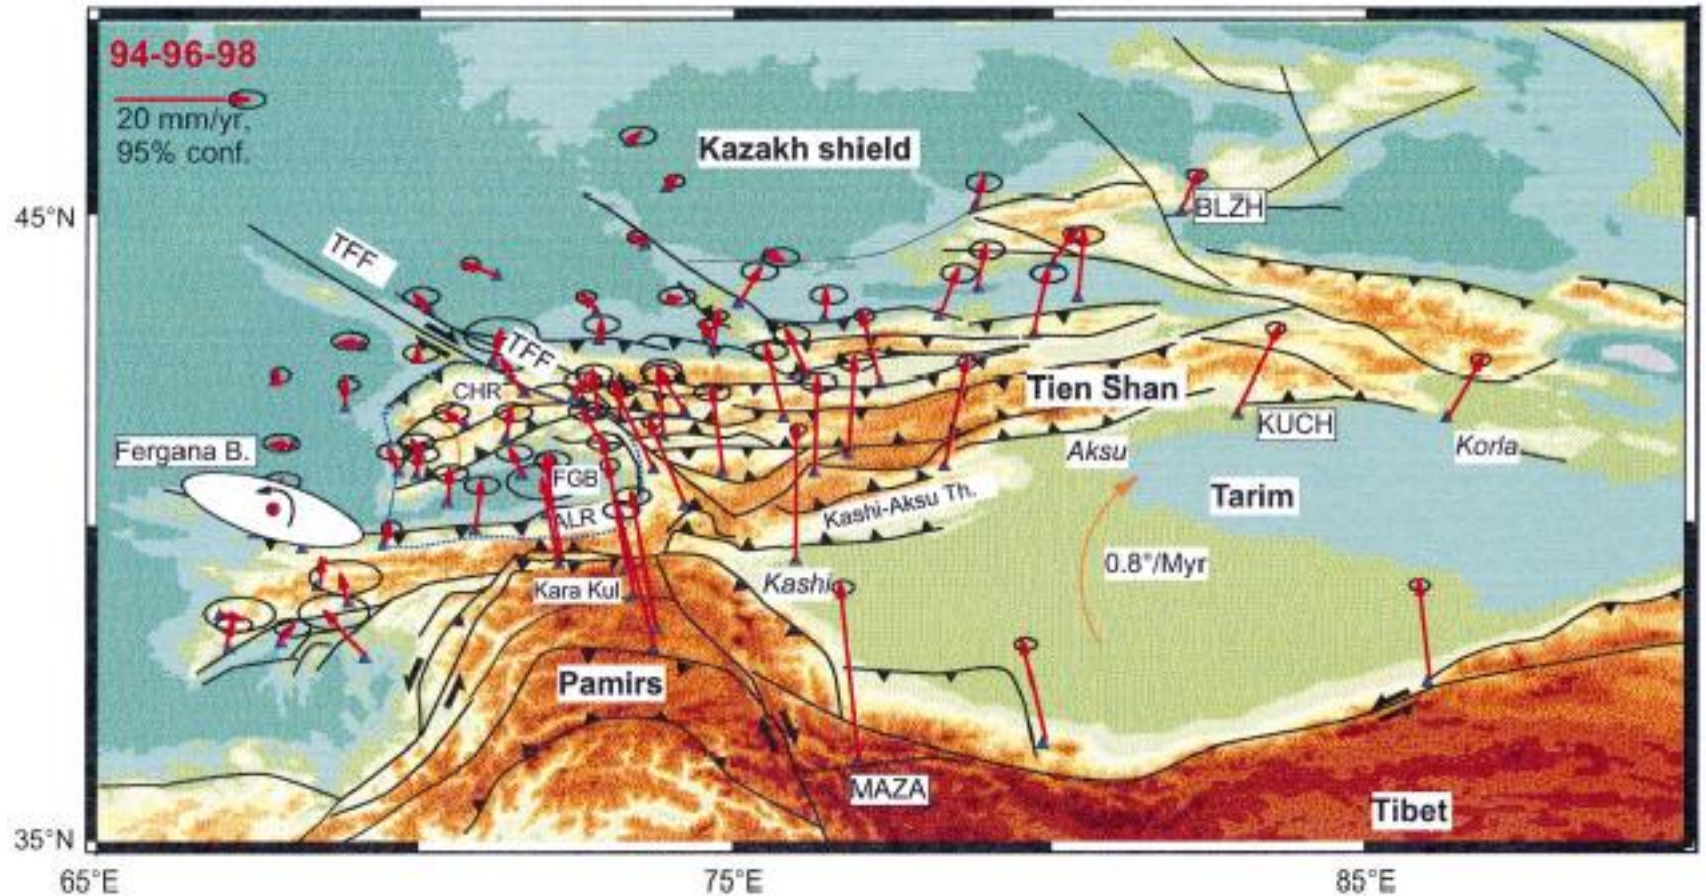 94-96-98
20 mm/yr,
95% conf.
Kazakh shield
BLZH
45°N
TFF
TFF
CHR
Tien Shan
KUCH
Fergana B.
Aksu
Korla
FGB
Tarim
ALR
Kashi-Aksu Th.
0.8°/Myr
Kara Kul
Kashi
Pamirs
MAZA
Tibet
35°N
65°E
75°E
85°E